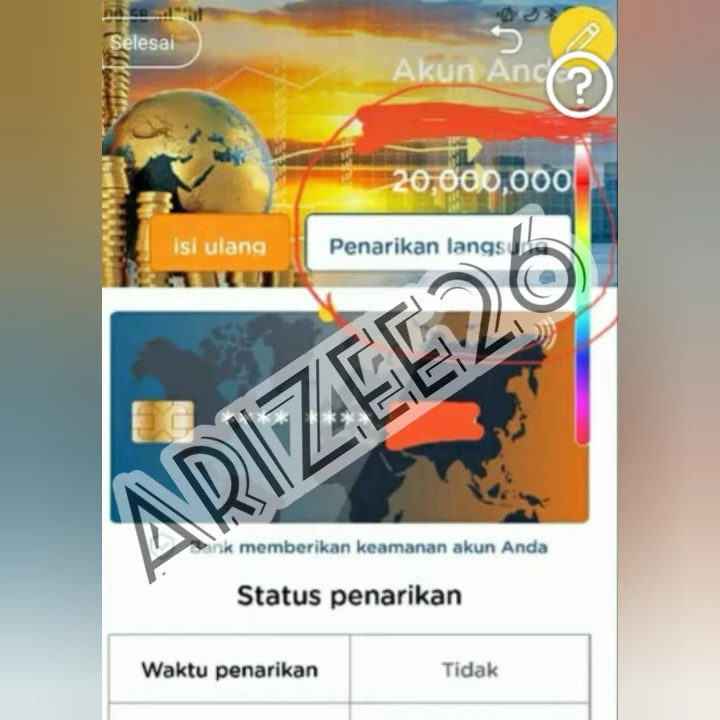 Selesai
Akun Anda
20,000,000
isi ulang
Penarikan langsung
?
**** ****
ARIZEE26
Bank memberikan keamanan akun Anda
Status penarikan
Waktu penarikan
Tidak